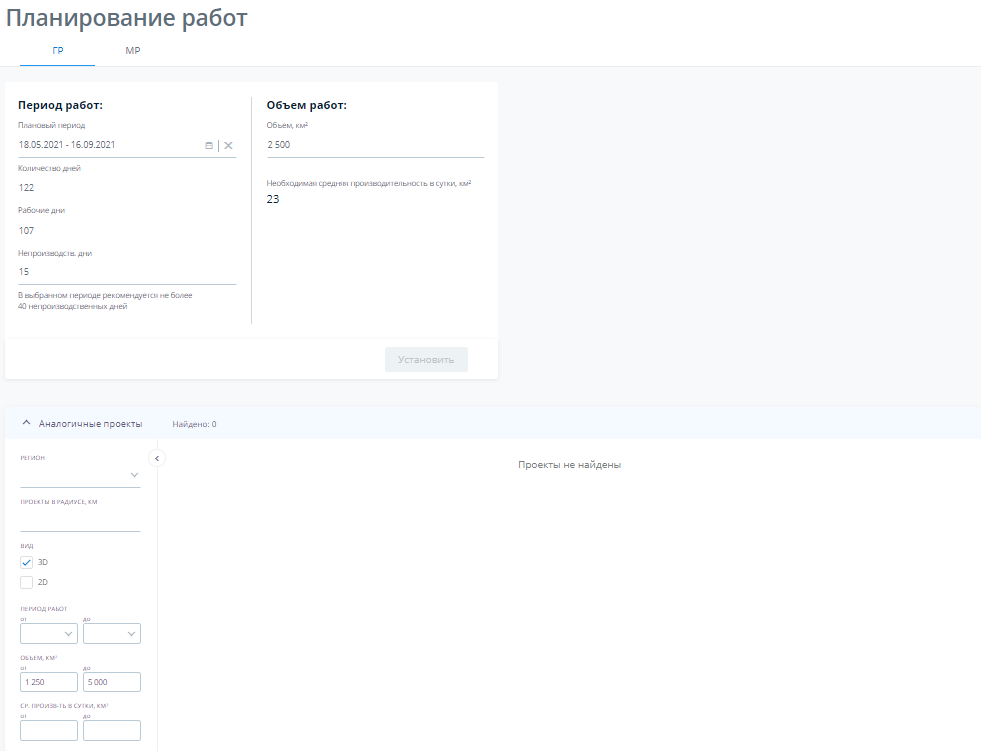 Планирование работ
ГР
МР
Период работ:
Плановый период
18.05.2021 - 16.09.2021
Количество дней
122
Рабочие дни
107
Непроизводств. дни
15
В выбранном периоде рекомендуется не более
40 непроизводственных дней
Объем работ:
Объем, км²
2 500
Необходимая средняя производительность в сутки, км²
23
Установить
Аналогичные проекты
Найдено: 0
РЕГИОН
ПРОЕКТЫ В РАДИУСЕ, КМ
ВИД
3D
2D
ПЕРИОД РАБОТ
от
до
ОБЪЕМ, КМ²
от
до
1 250
5 000
СР. ПРОИЗВ-ТЬ В СУТКИ, КМ²
от
до
Проекты не найдены